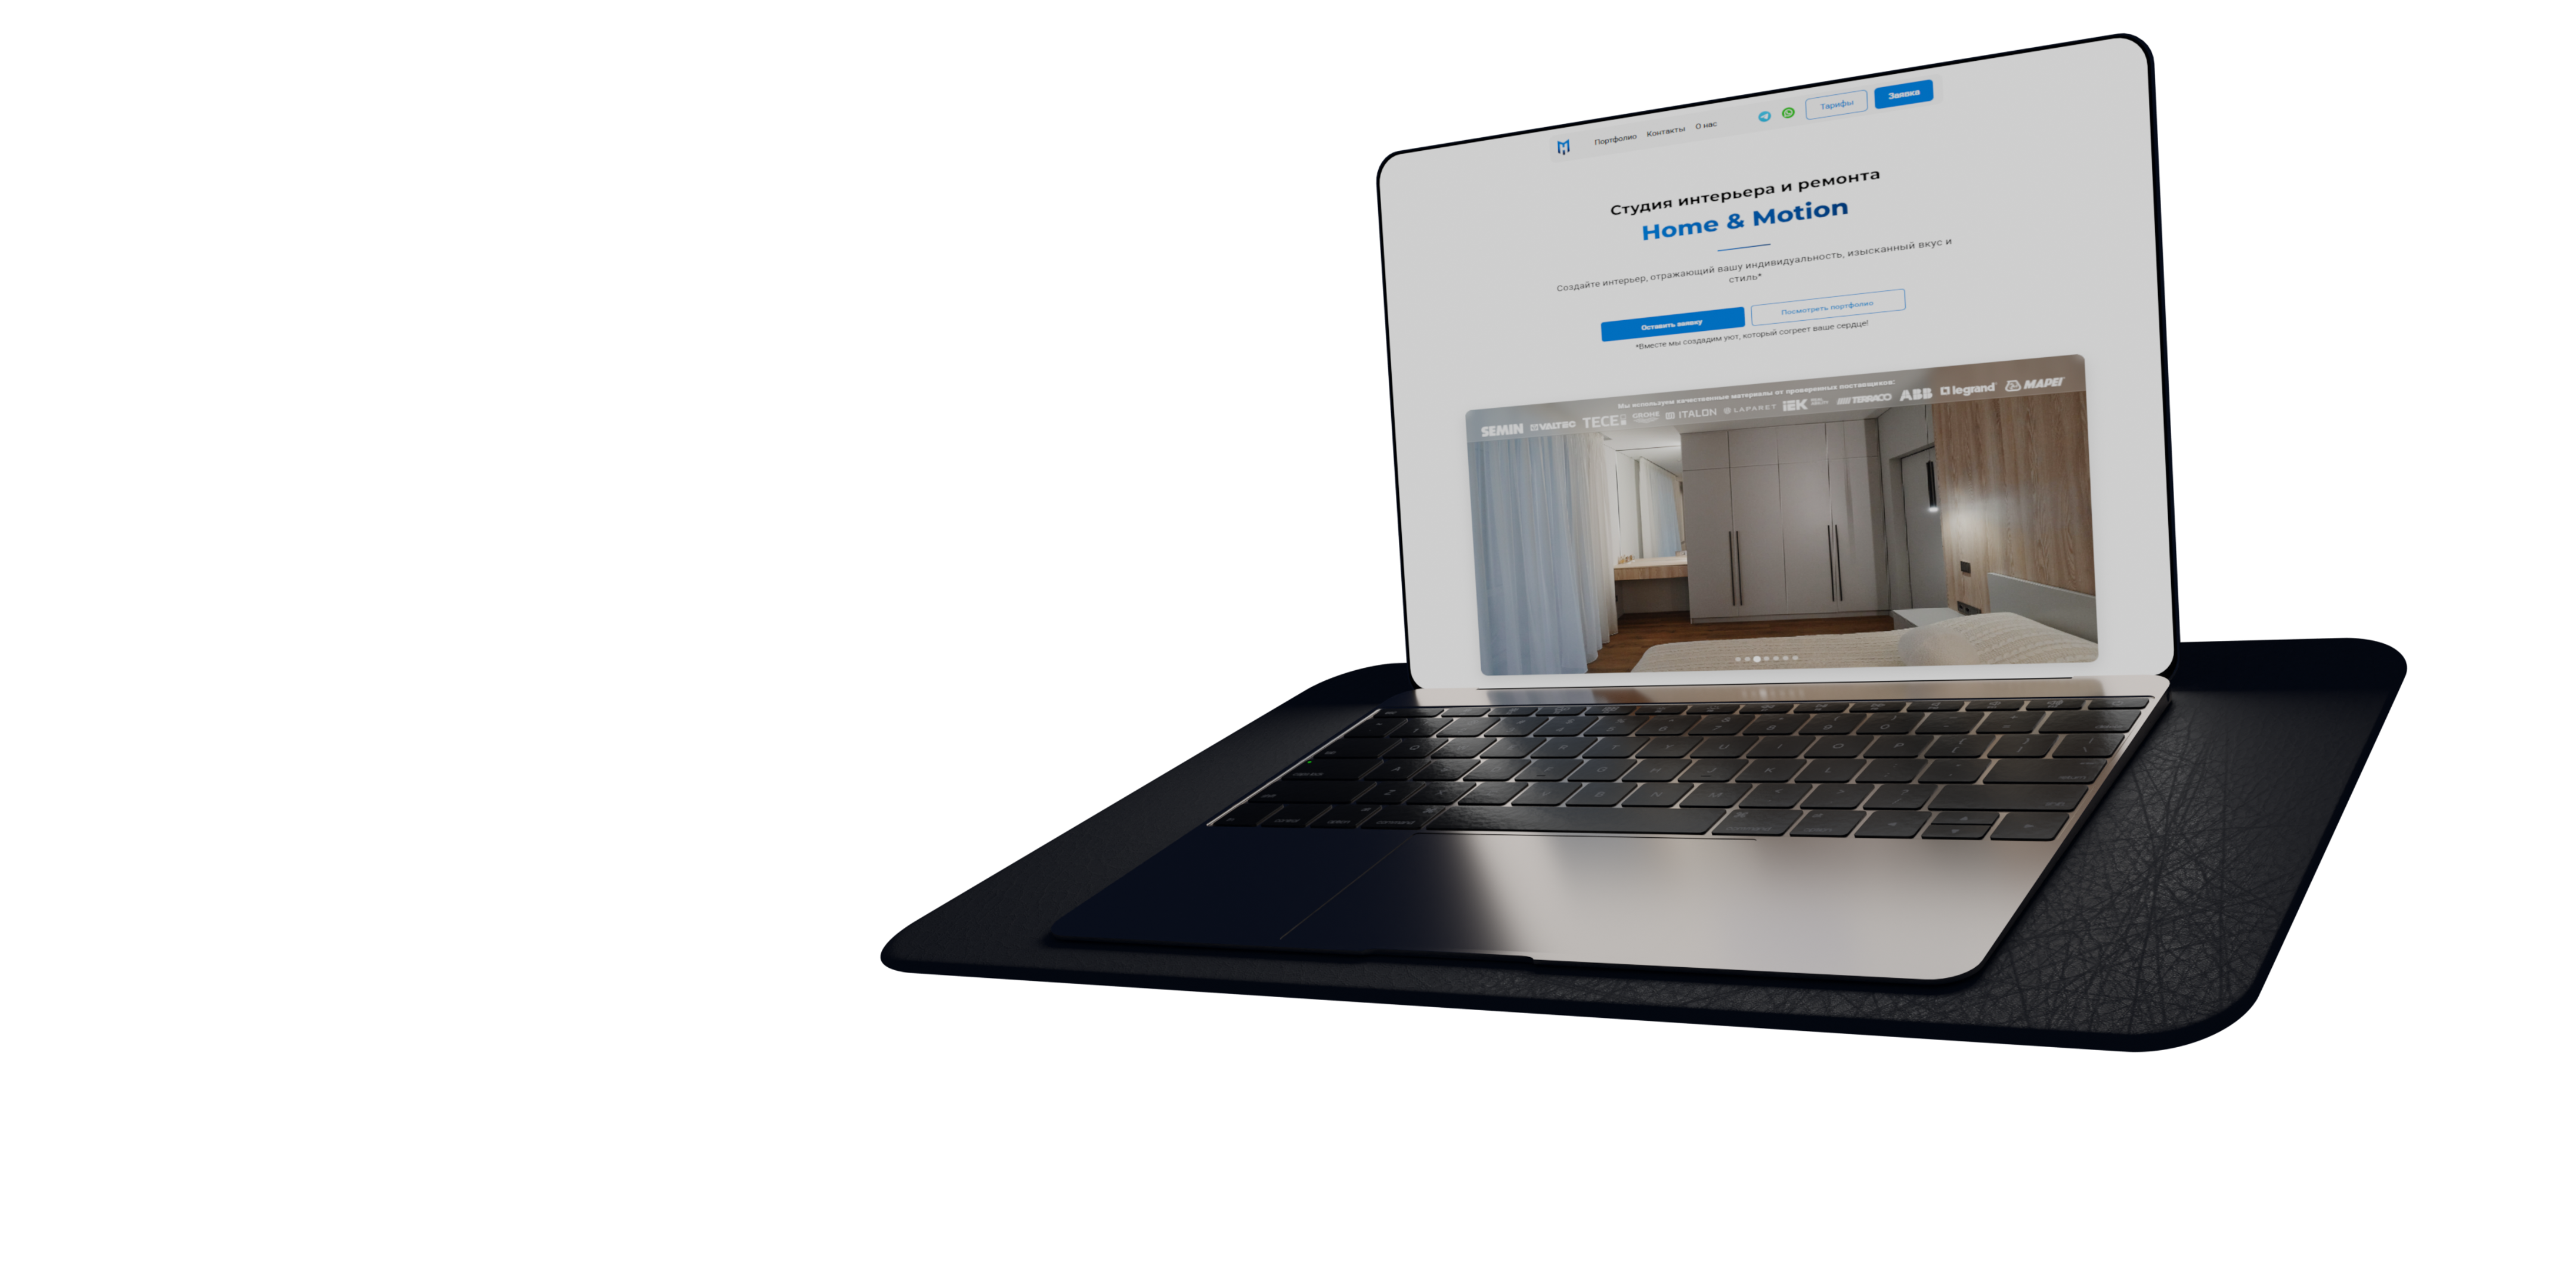 Портфолио Контакты О нас
Тарифы
Заявка
Студия интерьера и ремонта
Home & Motion
Создайте интерьер, отражающий вашу индивидуальность, изысканный вкус и
стиль*
Оставить заявку
Посмотреть портфолио
*Вместе мы создадим уют, который согреет ваше сердце!
Мы используем качественные материалы от проверенных поставщиков:
SEMIN VALTEC TECE GROHE ITALON LAPARET IEK TERRACO ABB legrand MAPEI